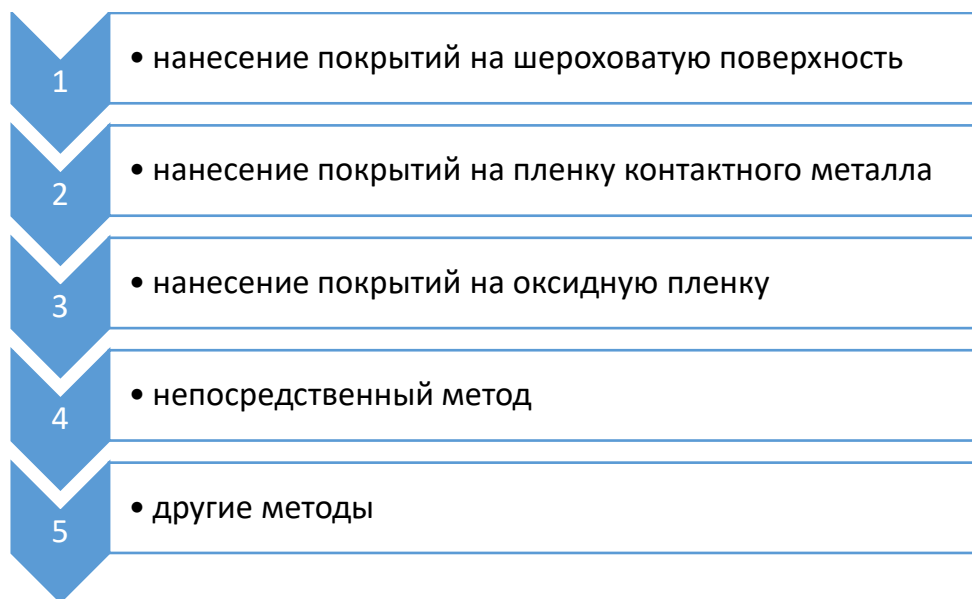 1
• нанесение покрытий на шероховатую поверхность
2
• нанесение покрытий на пленку контактного металла
3
• нанесение покрытий на оксидную пленку
4
• непосредственный метод
5
• другие методы